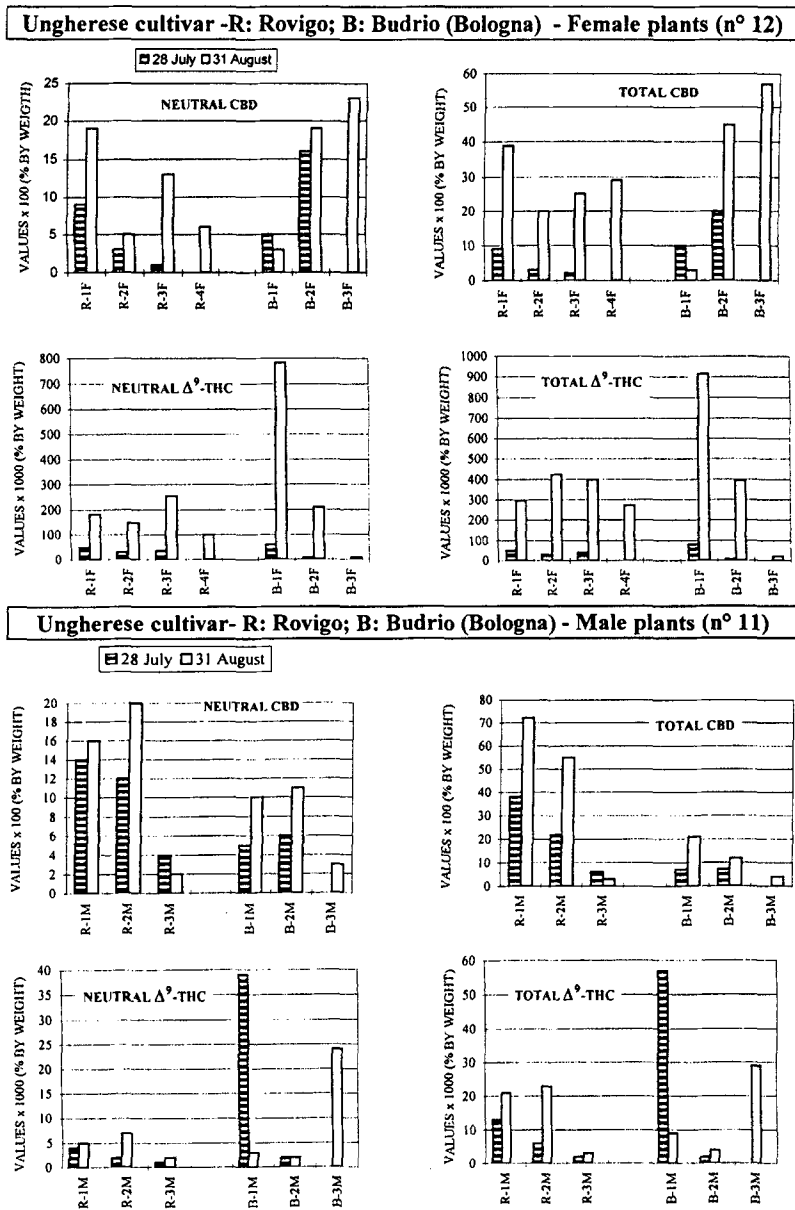 Ungherese cultivar -R: Rovigo; B: Budrio (Bologna) - Female plants (n° 12)
28 July 31 August
VALUES x 100 (% BY WEIGTH)
NEUTRAL CBD
25
20
15
10
5
0
R-1F R-2F R-3F R-4F B-1F B-2F B-3F
VALUES x 100 (% BY WEIGHT)
TOTAL CBD
60
50
40
30
20
10
0
R-1F R-2F R-3F R-4F B-1F B-2F B-3F
VALUES x 1000 (% BY WEIGHT)
NEUTRAL Δ⁹-THC
800
700
600
500
400
300
200
100
0
R-1F R-2F R-3F R-4F B-1F B-2F B-3F
VALUES x 1000 (% BY WEIGHT)
TOTAL Δ⁹-THC
1000
900
800
700
600
500
400
300
200
100
0
R-1F R-2F R-3F R-4F B-1F B-2F B-3F
Ungherese cultivar- R: Rovigo; B: Budrio (Bologna) - Male plants (n° 11)
28 July 31 August
VALUES x 100 (% BY WEIGHT)
NEUTRAL CBD
20
18
16
14
12
10
8
6
4
2
0
R-1M R-2M R-3M B-1M B-2M B-3M
VALUES x 100 (% BY WEIGHT)
TOTAL CBD
80
70
60
50
40
30
20
10
0
R-1M R-2M R-3M B-1M B-2M B-3M
VALUES x 1000 (% BY WEIGHT)
NEUTRAL Δ⁹-THC
40
35
30
25
20
15
10
5
0
R-1M R-2M R-3M B-1M B-2M B-3M
VALUES x 1000 (% BY WEIGHT)
TOTAL Δ⁹-THC
60
50
40
30
20
10
0
R-1M R-2M R-3M B-1M B-2M B-3M